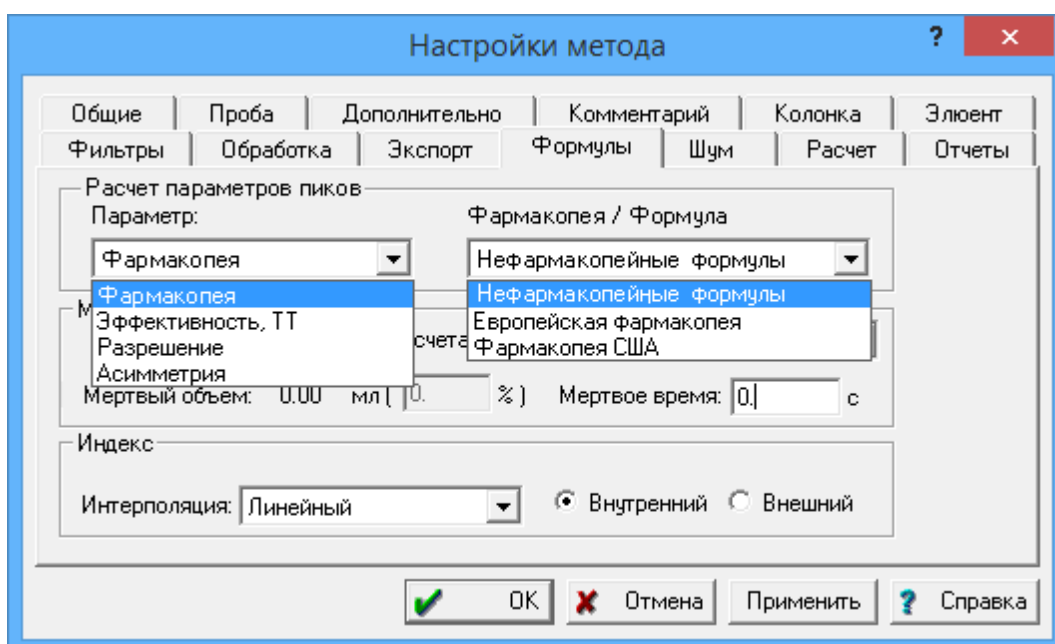 Настройки метода
?
Общие Проба Дополнительно Комментарий Колонка Элюент
Фильтры Обработка Экспорт Формулы Шум Расчет Отчеты
Расчет параметров пиков
Параметр: Фармакопея / Формула
Фармакопея Нефармакопейные формулы
Фармакопея Нефармакопейные формулы
М
Эффективность, ТТ Европейская фармакопея
Разрешение счета Фармакопея США
Асимметрия
Мертвый объем: 0.00 мл ( 0. % ) Мертвое время: 0. с
Индекс
Интерполяция: Линейный Внутренний Внешний
OK Отмена Применить ? Справка